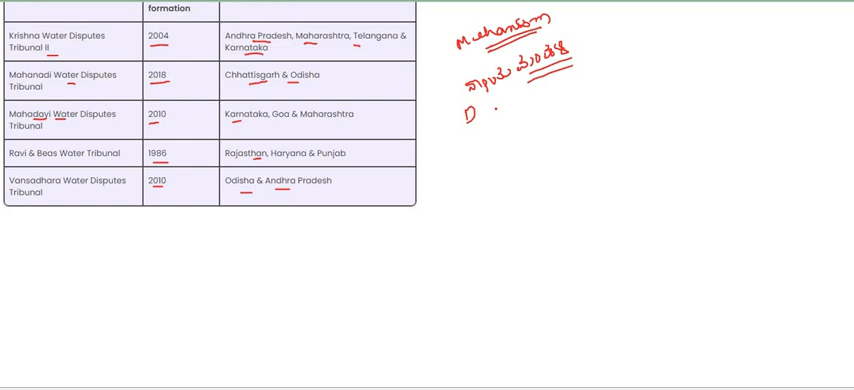 formation
Krishna Water Disputes
Tribunal II
2004
Andhra Pradesh, Maharashtra, Telangana &
Karnataka
Mahanadi Water Disputes
Tribunal
2018
Chhattisgarh & Odisha
Mahadayi Water Disputes
Tribunal
2010
Karnataka, Goa & Maharashtra
Ravi & Beas Water Tribunal
1986
Rajasthan, Haryana & Punjab
Vansadhara Water Disputes
Tribunal
2010
Odisha & Andhra Pradesh
Mechanism
D